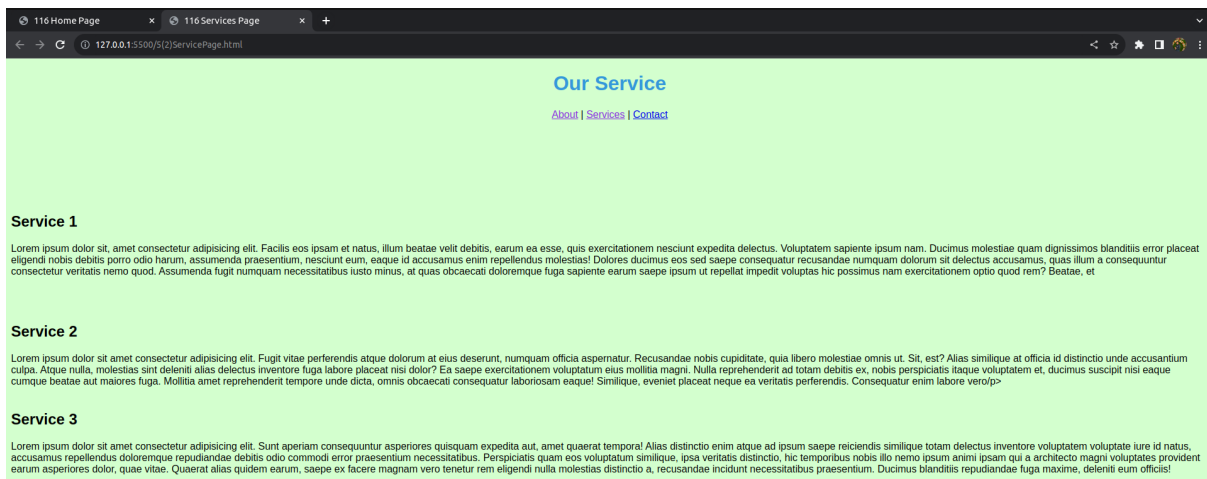 116 Home Page × 116 Services Page × +
127.0.0.1:5500/5(2)ServicePage.html
Our Service
About | Services | Contact
Service 1
Lorem ipsum dolor sit, amet consectetur adipisicing elit. Facilis eos ipsam et natus, illum beatae velit debitis, earum ea esse, quis exercitationem nesciunt expedita delectus. Voluptatem sapiente ipsum nam. Ducimus molestiae quam dignissimos blanditiis error placeat
eligendi nobis debitis porro odio harum, assumenda praesentium, nesciunt eum, eaque id accusamus enim repellendus molestias! Dolores ducimus eos sed saepe consequatur recusandae numquam dolorum sit delectus accusamus, quas illum a consequuntur
consectetur veritatis nemo quod. Assumenda fugit numquam necessitatibus iusto minus, at quas obcaecati doloremque fuga sapiente earum saepe ipsum ut repellat impedit voluptas hic possimus nam exercitationem optio quod rem? Beatae, et
Service 2
Lorem ipsum dolor sit amet consectetur adipisicing elit. Fugit vitae perferendis atque dolorum at eius deserunt, numquam officia aspernatur. Recusandae nobis cupiditate, quia libero molestiae omnis ut. Sit, est? Alias similique at officia id distinctio unde accusantium
culpa. Atque nulla, molestias sint deleniti alias delectus inventore fuga labore placeat nisi dolor? Ea saepe exercitationem voluptatum eius mollitia magni. Nulla reprehenderit ad totam debitis ex, nobis perspiciatis itaque voluptatem et, ducimus suscipit nisi eaque
cumque beatae aut maiores fuga. Mollitia amet reprehenderit tempore unde dicta, omnis obcaecati consequatur laboriosam eaque! Similique, eveniet placeat neque ea veritatis perferendis. Consequatur enim labore vero/p>
Service 3
Lorem ipsum dolor sit amet consectetur adipisicing elit. Sunt aperiam consequuntur asperiores quisquam expedita aut, amet quaerat tempora! Alias distinctio enim atque ad ipsum saepe reiciendis similique totam delectus inventore voluptatem voluptate iure id natus,
accusamus repellendus doloremque repudiandae debitis odio commodi error praesentium necessitatibus. Perspiciatis quam eos voluptatum similique, ipsa veritatis distinctio, hic temporibus nobis illo nemo ipsum animi ipsam qui a architecto magni voluptates provident
earum asperiores dolor, quae vitae. Quaerat alias quidem earum, saepe ex facere magnam vero tenetur rem eligendi nulla molestias distinctio a, recusandae incidunt necessitatibus praesentium. Ducimus blanditiis repudiandae fuga maxime, deleniti eum officiis!